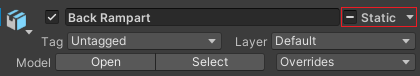 Back Rampart Static
Tag Untagged Layer Default
Model Open Select Overrides